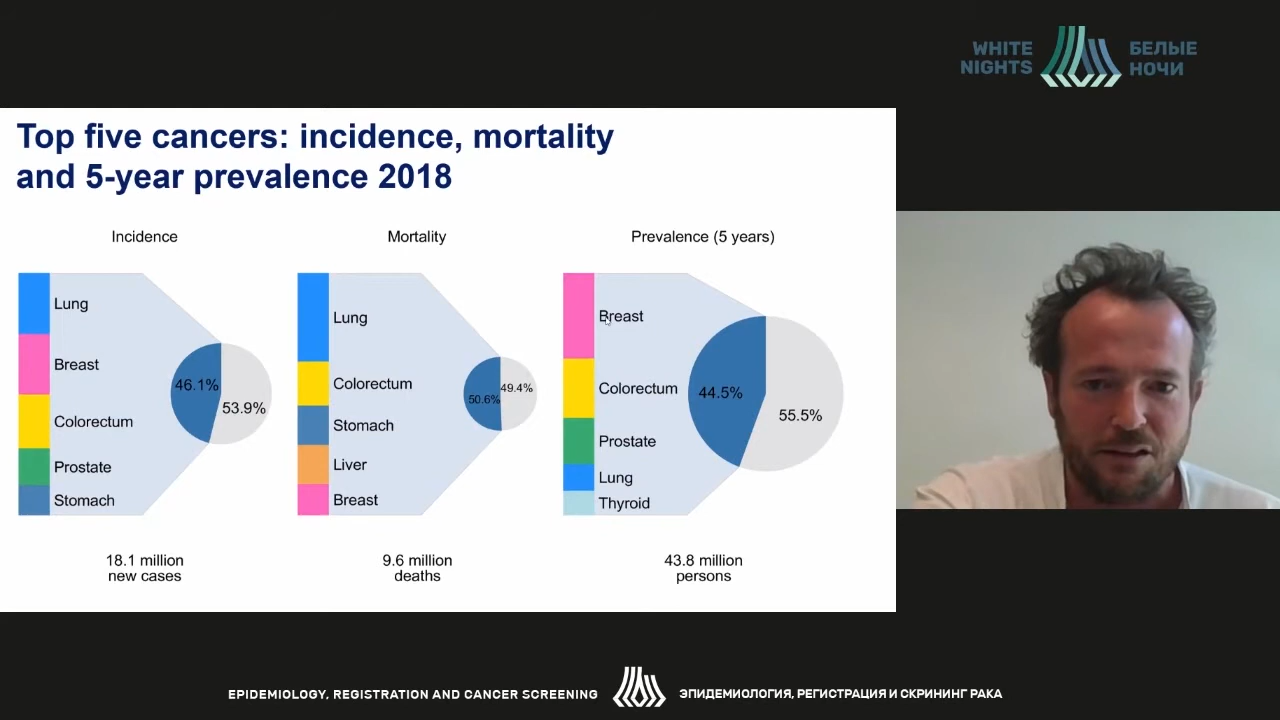 WHITE
NIGHTS
БЕЛЫЕ
НОЧИ
Top five cancers: incidence, mortality
and 5-year prevalence 2018
Incidence
Lung
Breast
Colorectum
Prostate
Stomach
46.1%
53.9%
18.1 million
new cases
Mortality
Lung
Colorectum
Stomach
Liver
Breast
49.4%
50.6%
9.6 million
deaths
Prevalence (5 years)
Breast
Colorectum
Prostate
Lung
Thyroid
44.5%
55.5%
43.8 million
persons
EPIDEMIOLOGY, REGISTRATION AND CANCER SCREENING
ЭПИДЕМИОЛОГИЯ, РЕГИСТРАЦИЯ И СКРИНИНГ РАКА